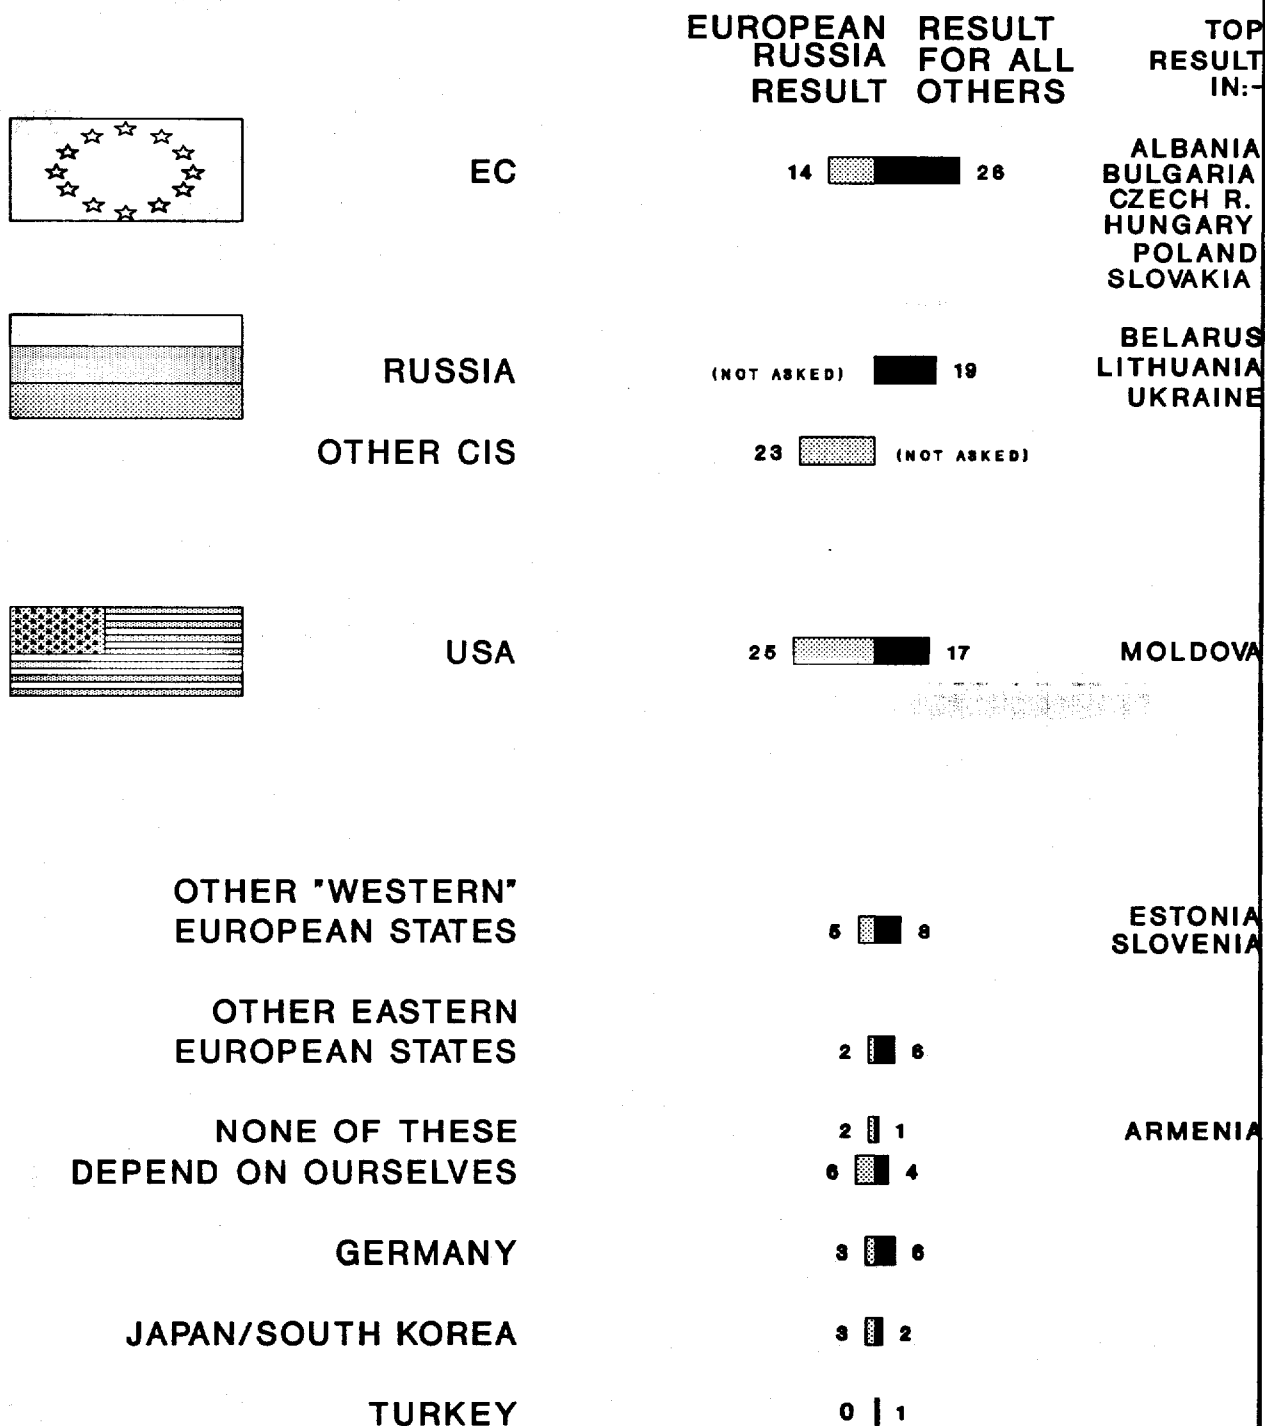 EUROPEAN RUSSIA RESULT
RESULT FOR ALL OTHERS
TOP RESULT IN:-
EC 14 26
ALBANIA
BULGARIA
CZECH R.
HUNGARY
POLAND
SLOVAKIA
RUSSIA (NOT ASKED) 19
BELARUS
LITHUANIA
UKRAINE
OTHER CIS 23 (NOT ASKED)
USA 25 17 MOLDOVA
OTHER "WESTERN"
EUROPEAN STATES 5 8
ESTONIA
SLOVENIA
OTHER EASTERN
EUROPEAN STATES 2 6
NONE OF THESE 2 1 ARMENIA
DEPEND ON OURSELVES 6 4
GERMANY 3 6
JAPAN/SOUTH KOREA 3 2
TURKEY 0 1